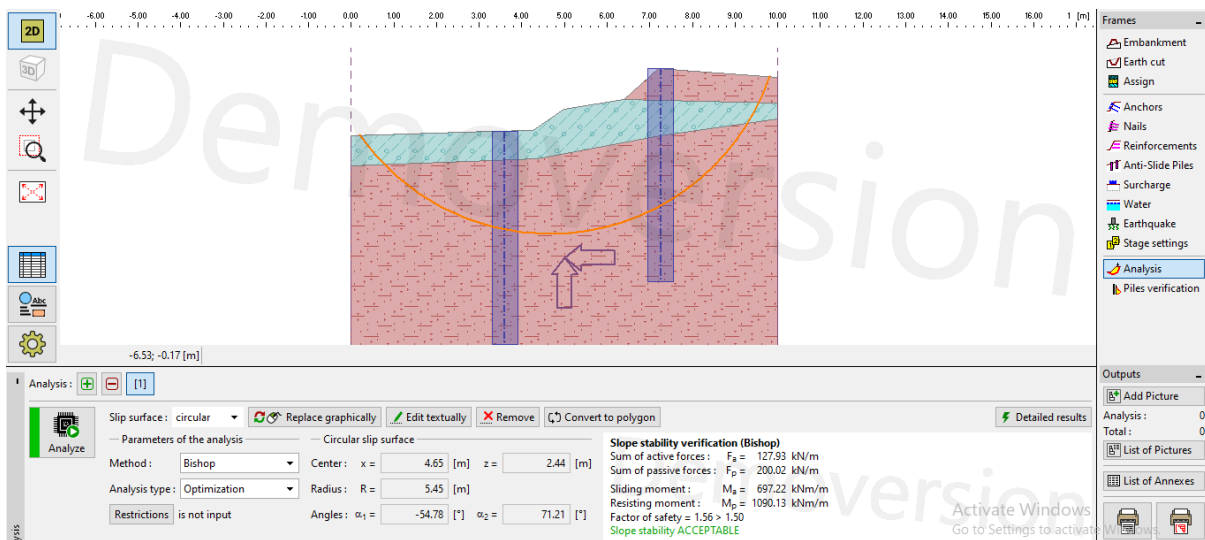 -6.00 -5.00 -4.00 -3.00 -2.00 -1.00 0.00 1.00 2.00 3.00 4.00 5.00 6.00 7.00 8.00 9.00 10.00 11.00 12.00 13.00 14.00 15.00 16.00 1 [m]
2D
3D
Abc
Demoversion
-6.53; -0.17 [m]
Frames
Embankment
Earth cut
Assign
Anchors
Nails
Reinforcements
Anti-Slide Piles
Surcharge
Water
Earthquake
Stage settings
Analysis
Piles verification
Analysis : [1]
Analyze
Slip surface : circular Replace graphically Edit textually Remove Convert to polygon Detailed results
Parameters of the analysis
Method : Bishop
Analysis type : Optimization
Restrictions is not input
Circular slip surface
Center : x = 4.65 [m] z = 2.44 [m]
Radius : R = 5.45 [m]
Angles : α1 = -54.78 [°] α2 = 71.21 [°]
Slope stability verification (Bishop)
Sum of active forces : Fa = 127.93 kN/m
Sum of passive forces : Fp = 200.02 kN/m
Sliding moment : Ma = 697.22 kNm/m
Resisting moment : Mp = 1090.13 kNm/m
Factor of safety = 1.56 > 1.50
Slope stability ACCEPTABLE
Demoversion
Activate Windows
Go to Settings to activate Windows.
Outputs
Add Picture
Analysis : 0
Total : 0
List of Pictures
List of Annexes